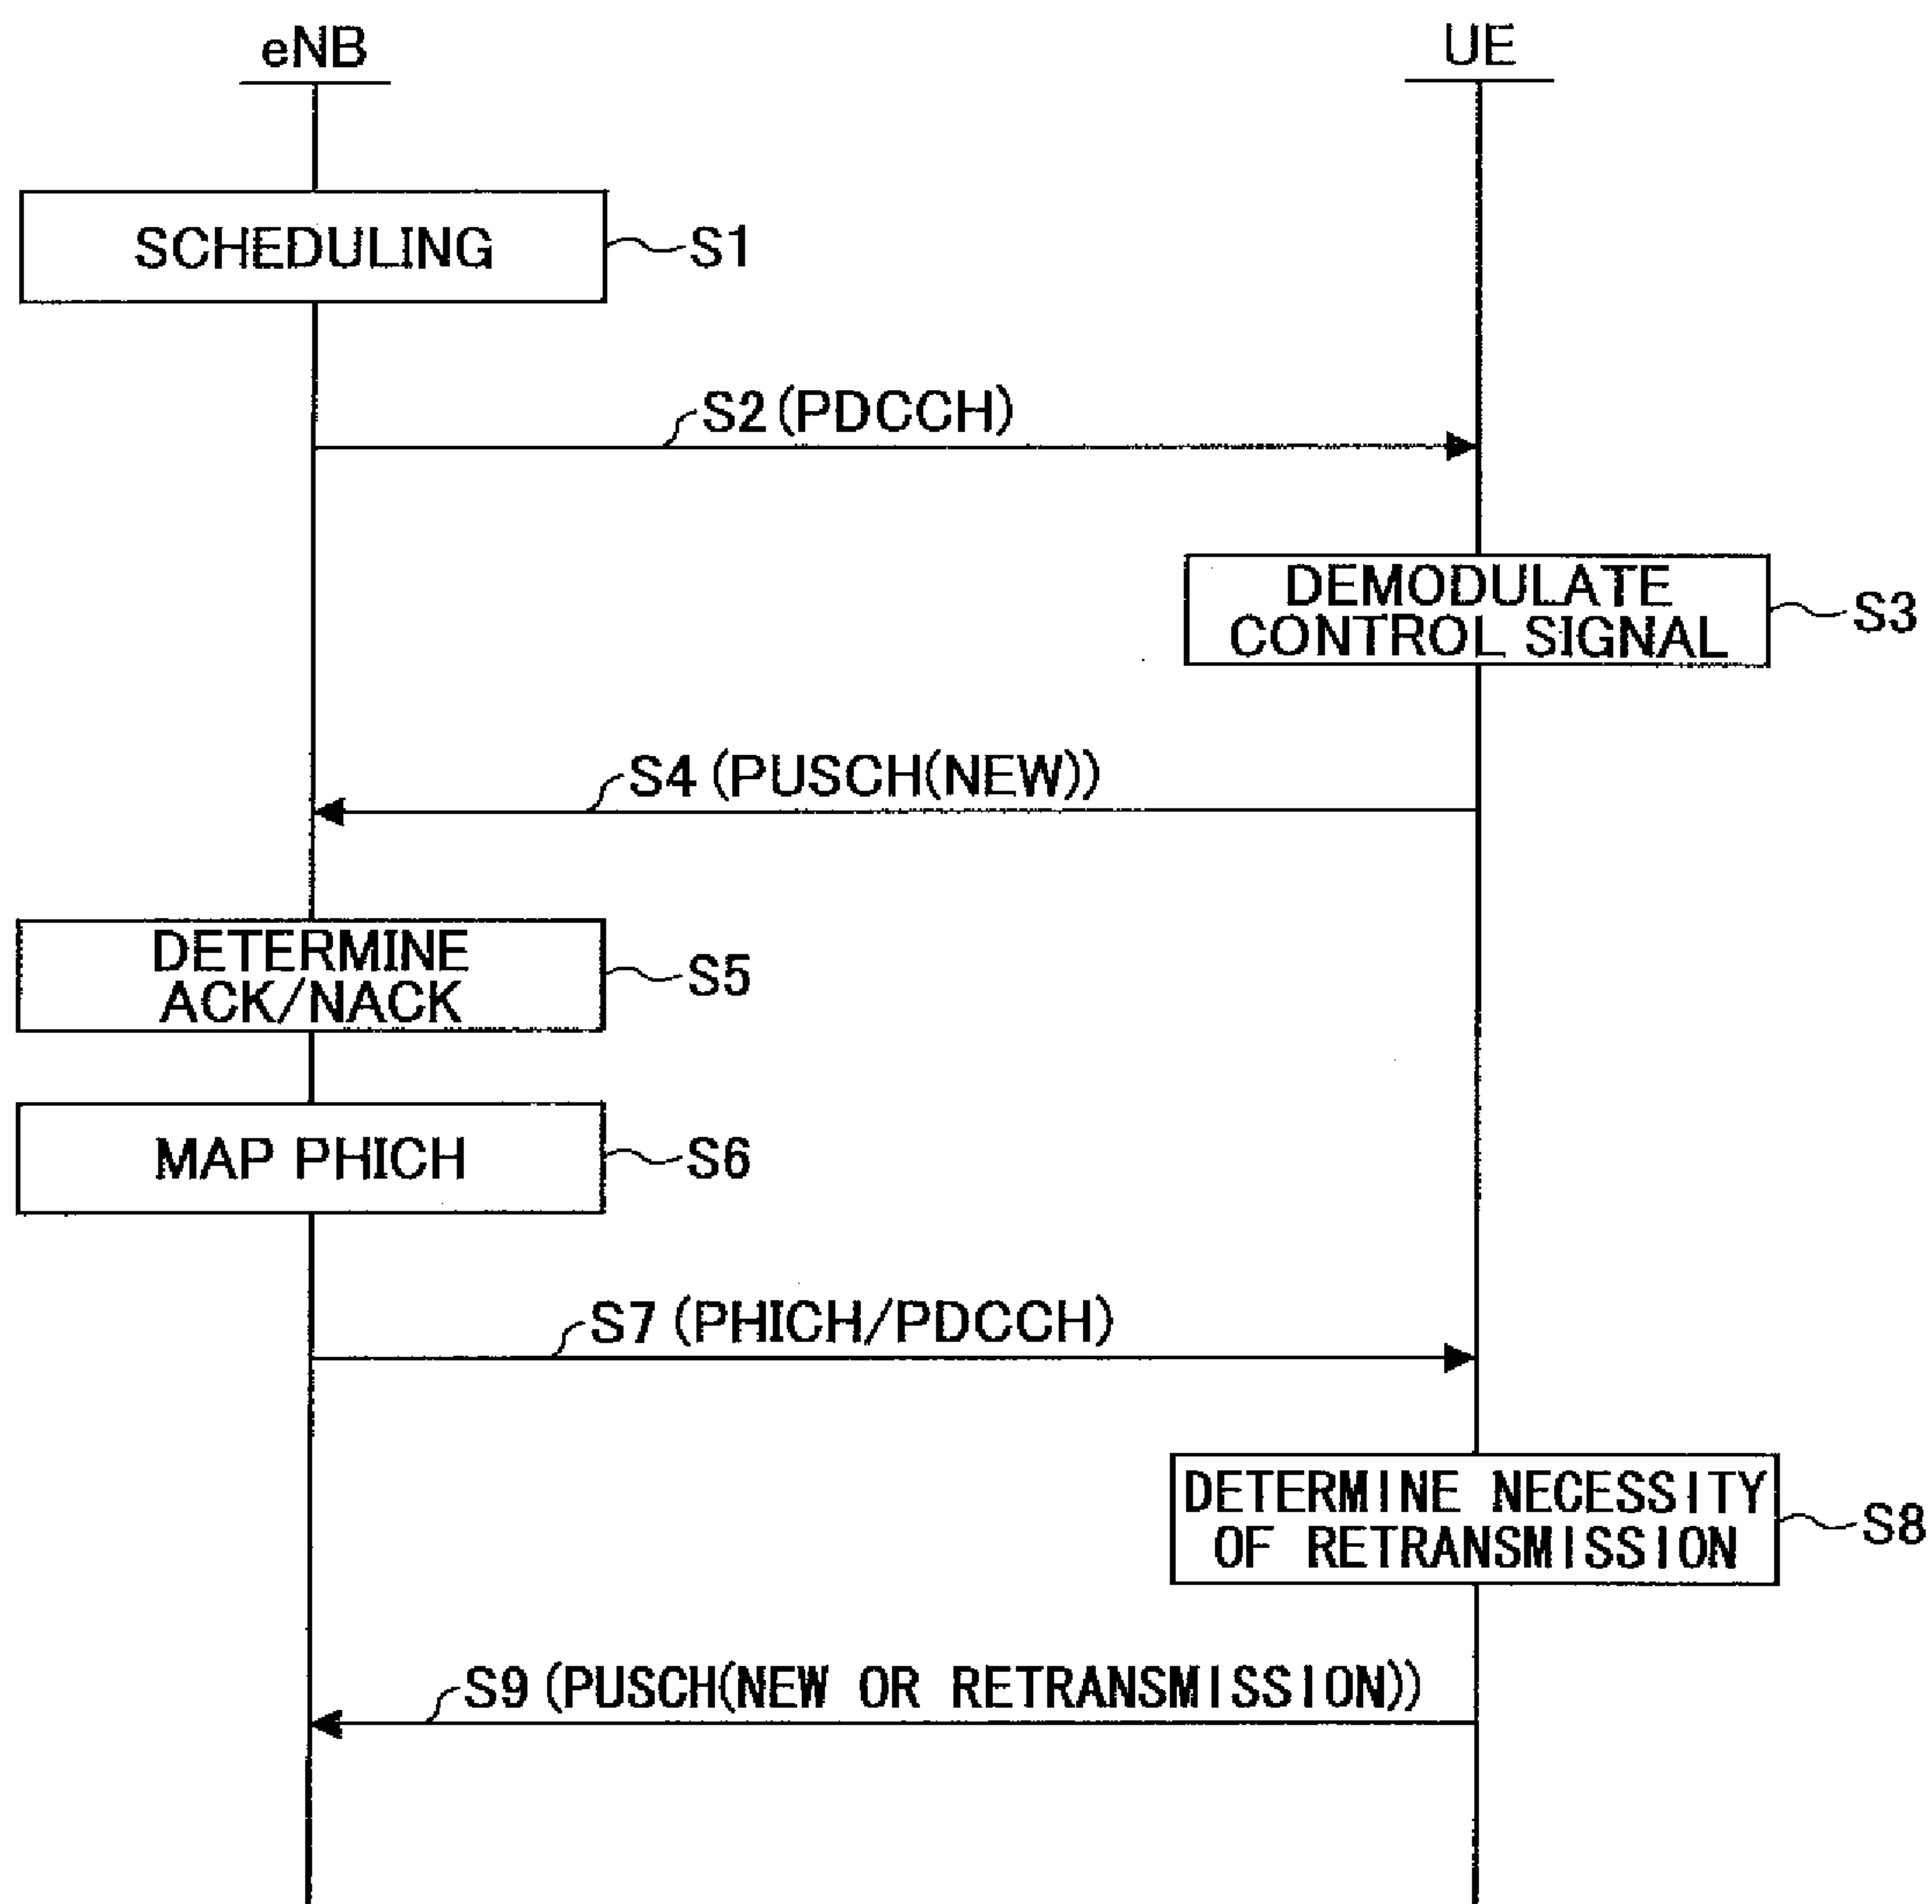 eNB
UE
SCHEDULING
S1
S2 (PDCCH)
DEMODULATE
CONTROL SIGNAL
S3
S4 (PUSCH(NEW))
DETERMINE
ACK/NACK
S5
MAP PHICH
S6
S7 (PHICH/PDCCH)
DETERMINE NECESSITY
OF RETRANSMISSION
S8
S9 (PUSCH(NEW OR RETRANSMISSION))